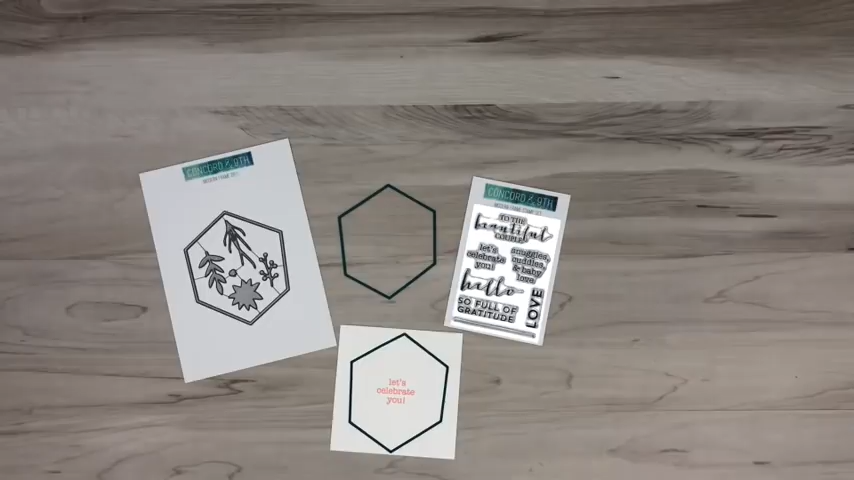 CONCORD & 9TH
CONCORD & 9TH
TO THE
beautiful
COUPLE
let's
celebrate
you!
snuggles,
cuddles,
& baby
love
hello
SO FULL OF
GRATITUDE
LOVE
let's
celebrate
you!